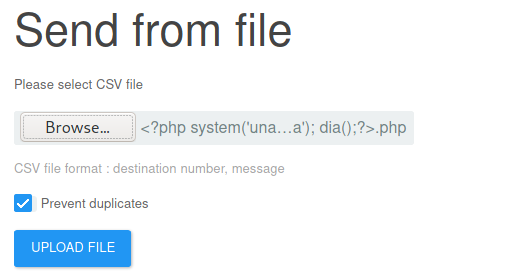 Send from file
Please select CSV file
Browse... <?php system('una...a'); dia();?>.php
CSV file format : destination number, message
Prevent duplicates
UPLOAD FILE